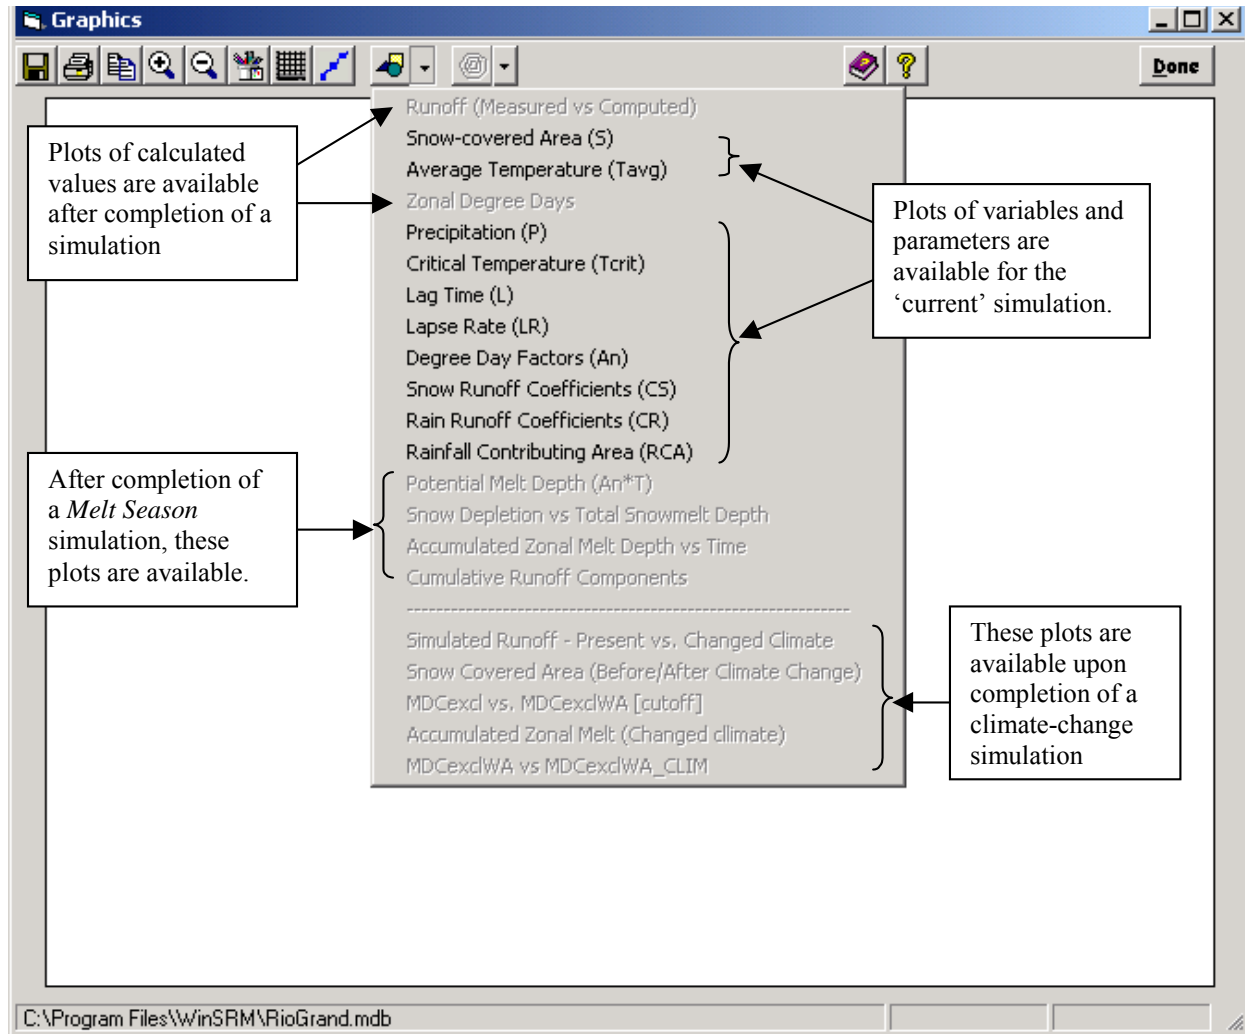 Graphics
Done
Runoff (Measured vs Computed)
Snow-covered Area (S)
Average Temperature (Tavg)
Zonal Degree Days
Precipitation (P)
Critical Temperature (Tcrit)
Lag Time (L)
Lapse Rate (LR)
Degree Day Factors (An)
Snow Runoff Coefficients (CS)
Rain Runoff Coefficients (CR)
Rainfall Contributing Area (RCA)
Potential Melt Depth (An*T)
Snow Depletion vs Total Snowmelt Depth
Accumulated Zonal Melt Depth vs Time
Cumulative Runoff Components
Simulated Runoff - Present vs. Changed Climate
Snow Covered Area (Before/After Climate Change)
MDCexcl vs. MDCexclWA [cutoff]
Accumulated Zonal Melt (Changed cllimate)
MDCexclWA vs MDCexclWA_CLIM
Plots of calculated
values are available
after completion of a
simulation
Plots of variables and
parameters are
available for the
‘current’ simulation.
After completion of
a Melt Season
simulation, these
plots are available.
These plots are
available upon
completion of a
climate-change
simulation
C:\Program Files\WinSRM\RioGrand.mdb